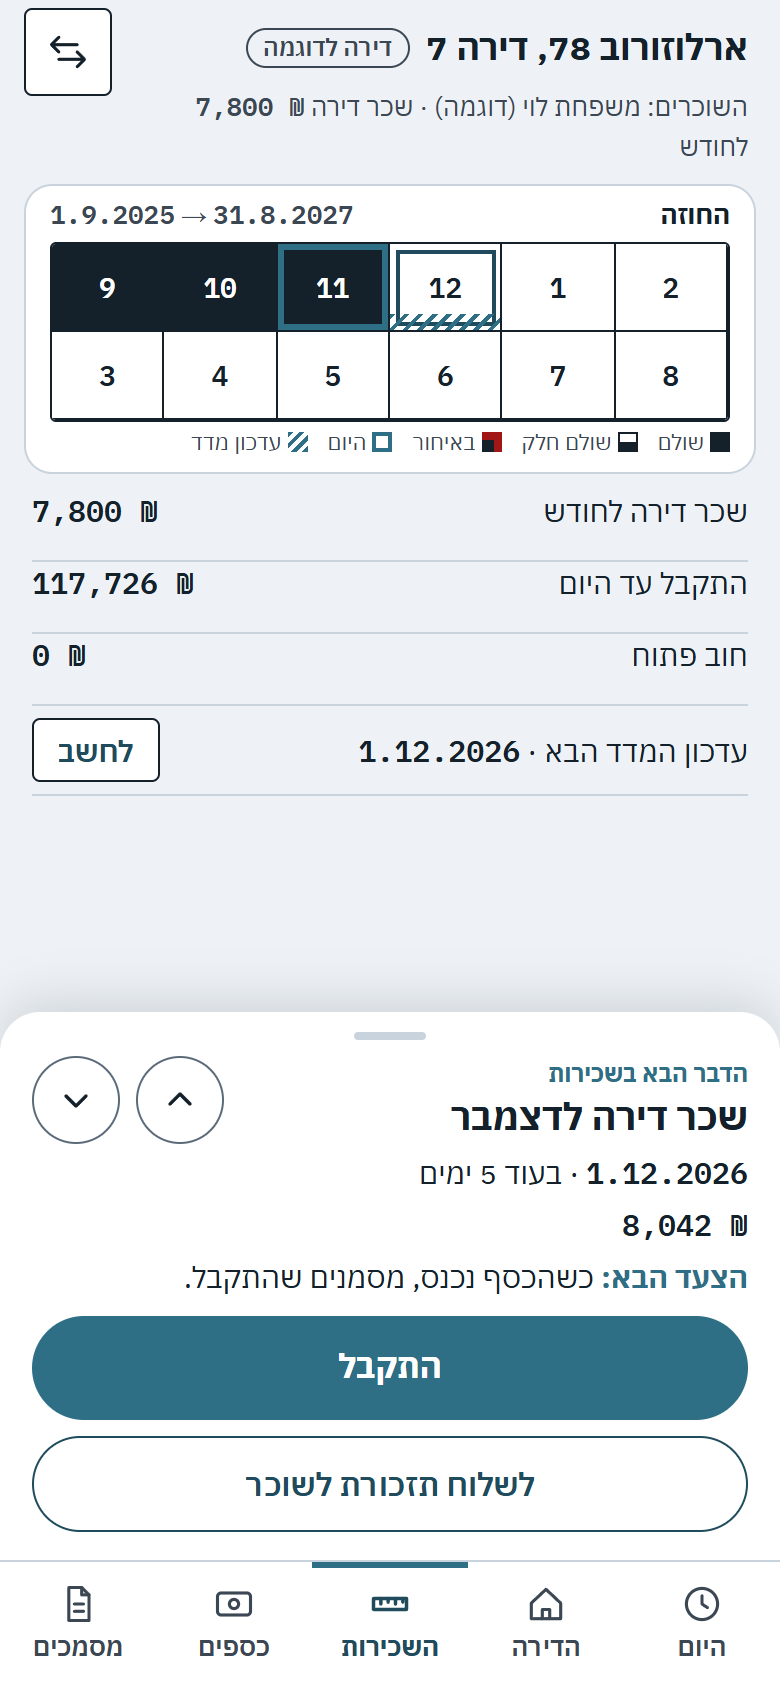 ארלוזורוב 78, דירה 7 דירה לדוגמה
השוכרים: משפחת לוי (דוגמה) · שכר דירה ₪ 7,800
לחודש
החוזה 1.9.2025 → 31.8.2027
9 10 11 12 1 2
3 4 5 6 7 8
שולם שולם חלק באיחור היום עדכון מדד
שכר דירה לחודש ₪ 7,800
התקבל עד היום ₪ 117,726
חוב פתוח ₪ 0
עדכון המדד הבא · 1.12.2026 לחשב
הדבר הבא בשכירות
שכר דירה לדצמבר
1.12.2026 · בעוד 5 ימים
₪ 8,042
הצעד הבא: כשהכסף נכנס, מסמנים שהתקבל.
התקבל
לשלוח תזכורת לשוכר
היום הדירה השכירות כספים מסמכים